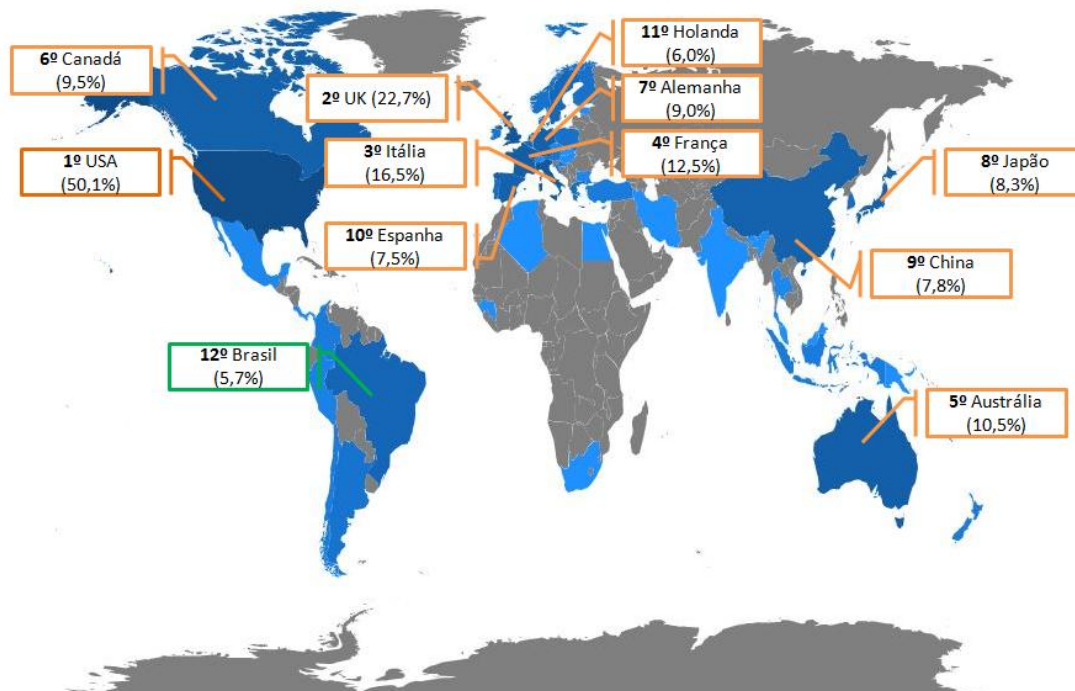 11º Holanda
(6,0%)
6º Canadá
(9,5%)
7º Alemanha
(9,0%)
2º UK (22,7%)
4º França
(12,5%)
3º Itália
(16,5%)
1º USA
(50,1%)
8º Japão
(8,3%)
10º Espanha
(7,5%)
9º China
(7,8%)
12º Brasil
(5,7%)
5º Austrália
(10,5%)